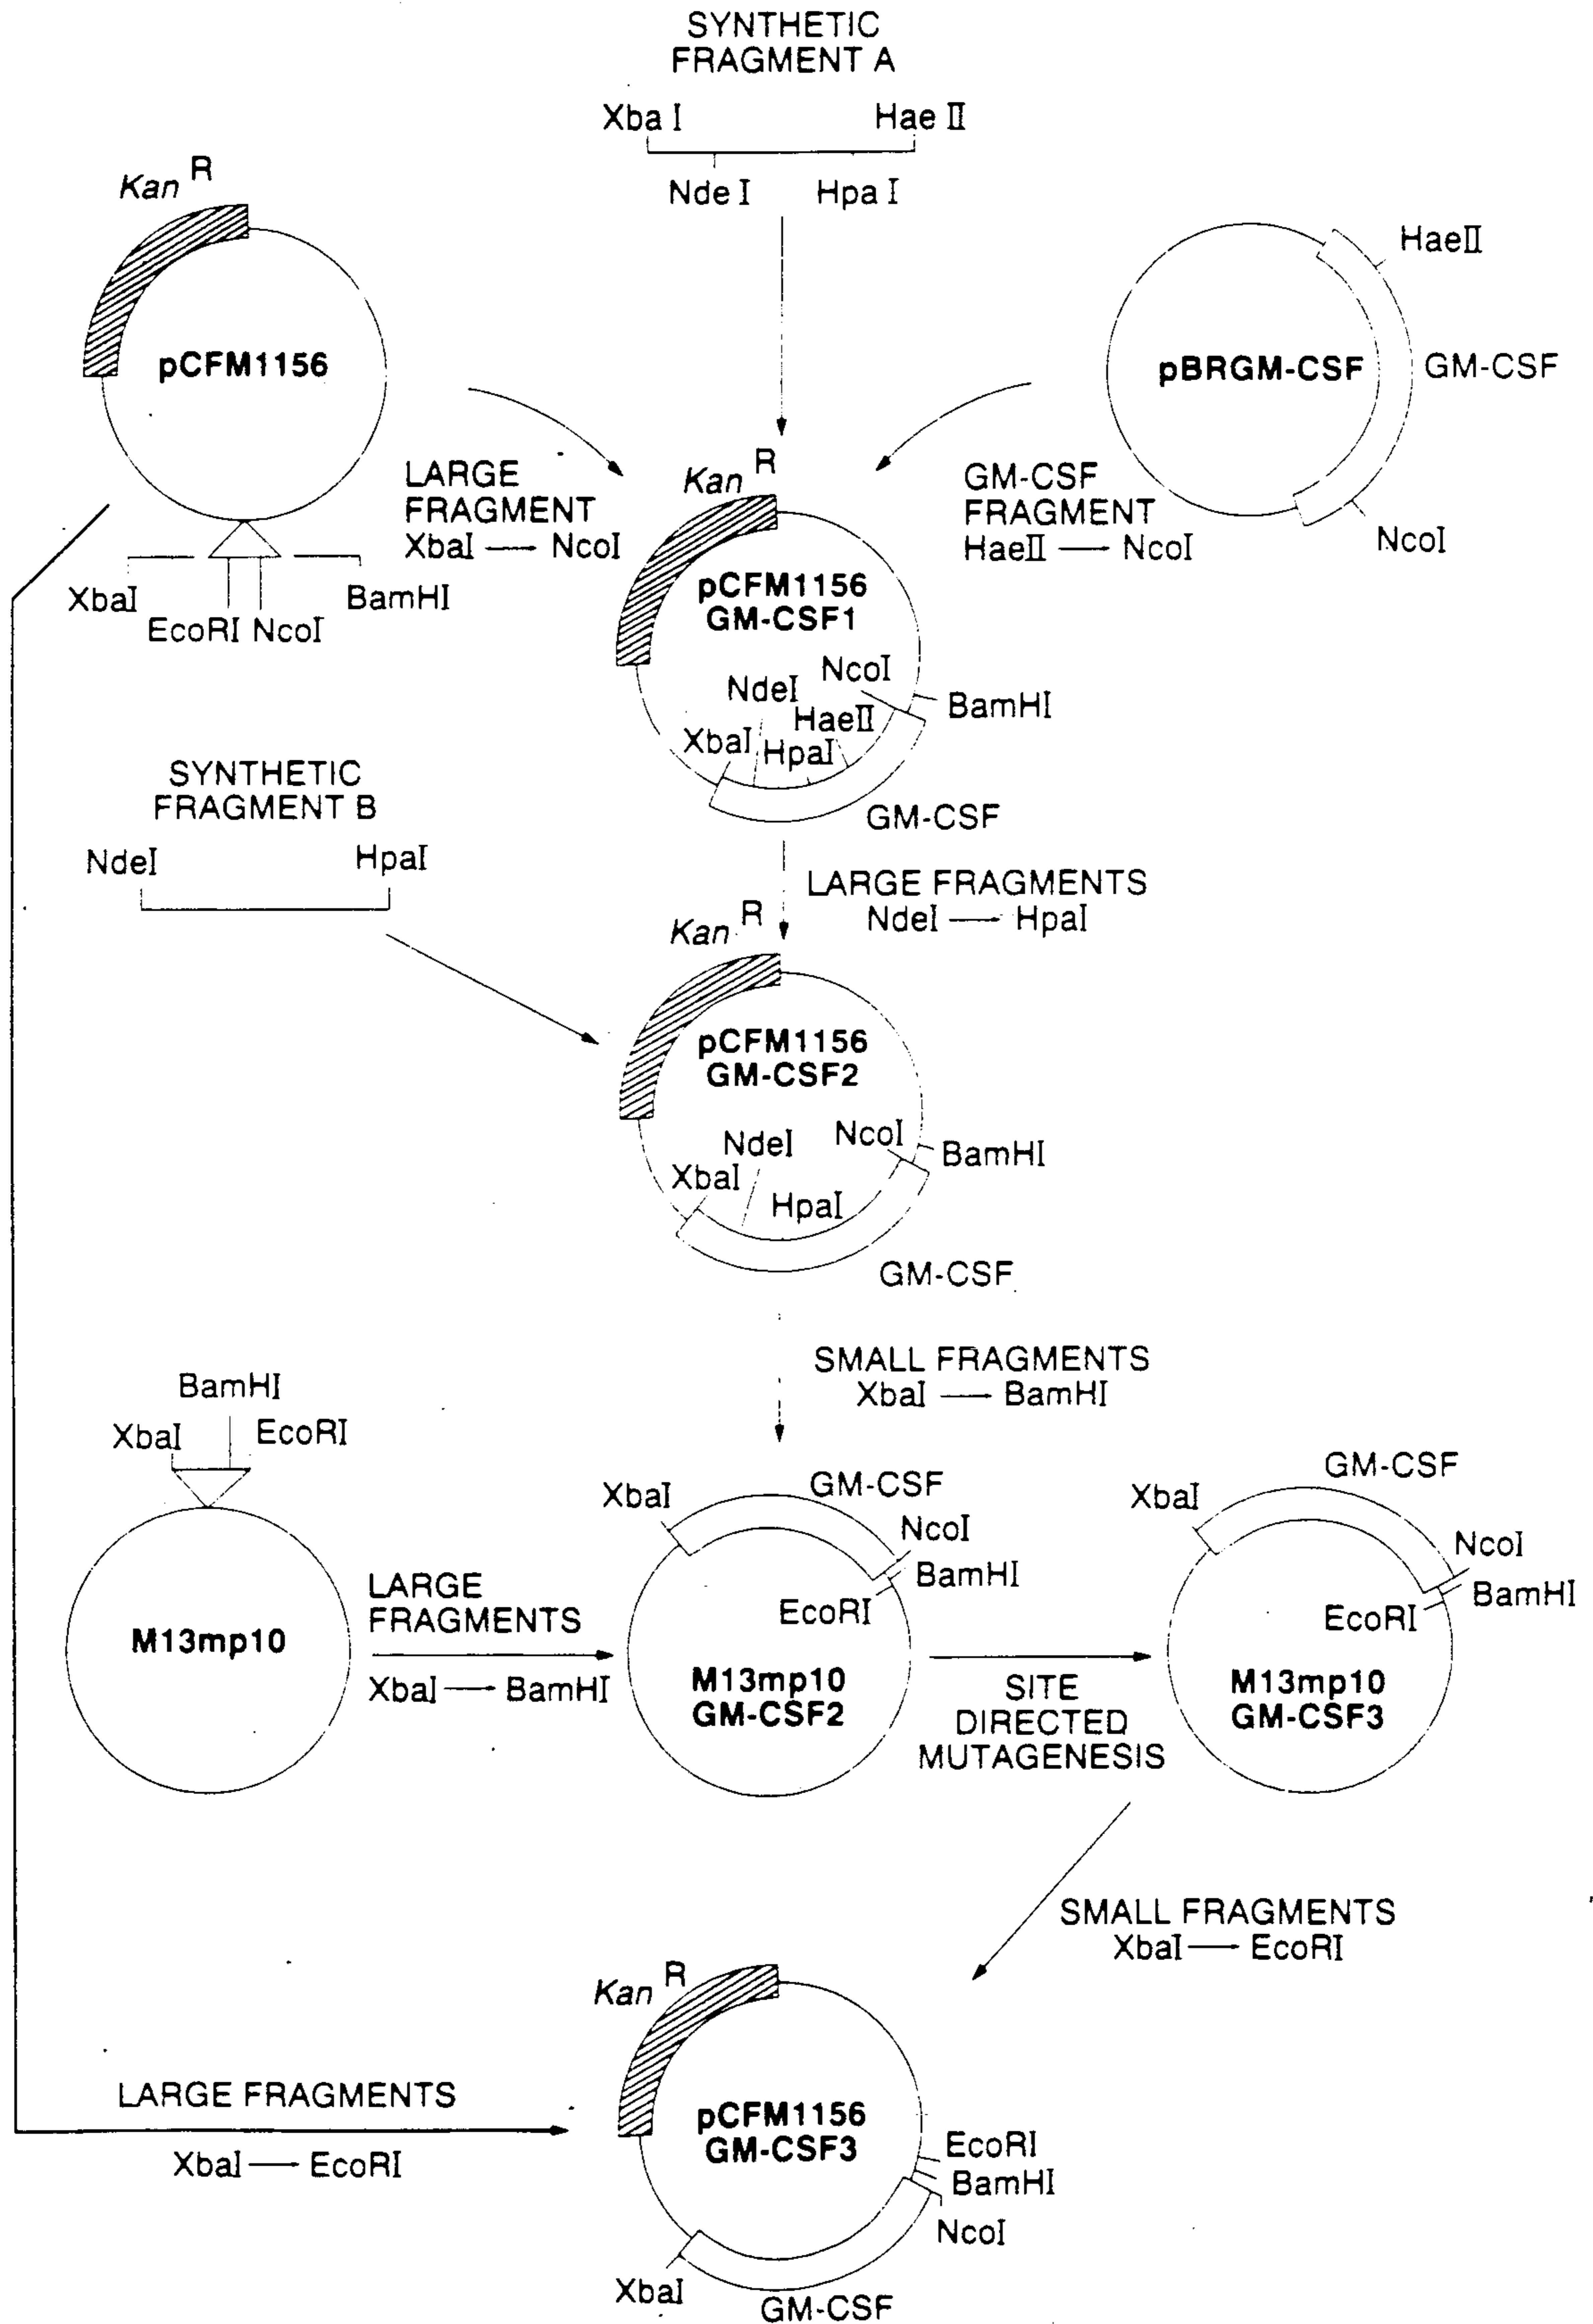 SYNTHETIC
FRAGMENT A
Xba I
Hae II
Nde I
Hpa I
Kan R
pCFM1156
XbaI
EcoRI
NcoI
BamHI
LARGE
FRAGMENT
XbaI — NcoI
HaeII
pBRGM-CSF
GM-CSF
NcoI
GM-CSF
FRAGMENT
HaeII — NcoI
Kan R
pCFM1156
GM-CSF1
NcoI
NdeI
BamHI
HaeII
XbaI
HpaI
GM-CSF
SYNTHETIC
FRAGMENT B
NdeI
HpaI
LARGE FRAGMENTS
NdeI — HpaI
Kan R
pCFM1156
GM-CSF2
NdeI
NcoI
BamHI
XbaI
HpaI
GM-CSF
SMALL FRAGMENTS
XbaI — BamHI
BamHI
XbaI
EcoRI
M13mp10
LARGE
FRAGMENTS
XbaI — BamHI
XbaI
GM-CSF
NcoI
BamHI
EcoRI
M13mp10
GM-CSF2
SITE
DIRECTED
MUTAGENESIS
GM-CSF
XbaI
NcoI
BamHI
EcoRI
M13mp10
GM-CSF3
SMALL FRAGMENTS
XbaI — EcoRI
LARGE FRAGMENTS
XbaI — EcoRI
Kan R
pCFM1156
GM-CSF3
EcoRI
BamHI
NcoI
XbaI
GM-CSF